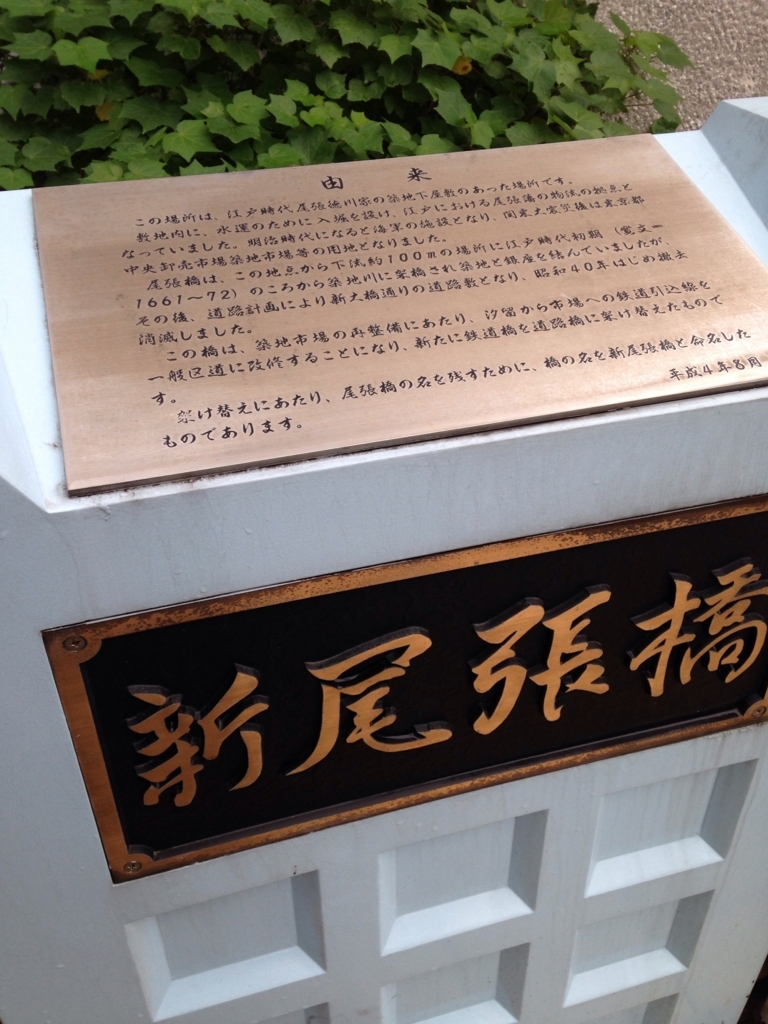 由来
この場所は、江戸時代尾張徳川家の築地下屋敷のあった場所です。
敷地内に、水運のために入堀を設け、江戸における尾張藩の物流の拠点と
なっていました。明治時代になると海軍の施設となり、関東大震災後は東京都
中央卸売市場築地市場等の用地となりました。
尾張橋は、この地点から下流約100mの場所に江戸時代初期（寛文一
1661～72）のころから築地川に架橋され築地と銀座を結んでいましたが、
その後、道路計画により新大橋通りの道路敷となり、昭和40年はじめ撤去
消滅しました。
この橋は、築地市場の再整備にあたり、汐留から市場への鉄道引込線を
一般区道に改修することになり、新たに鉄道橋を道路橋に架け替えたもので
す。
架け替えにあたり、尾張橋の名を残すために、橋の名を新尾張橋と命名した
ものであります。
平成4年8月
新尾張橋